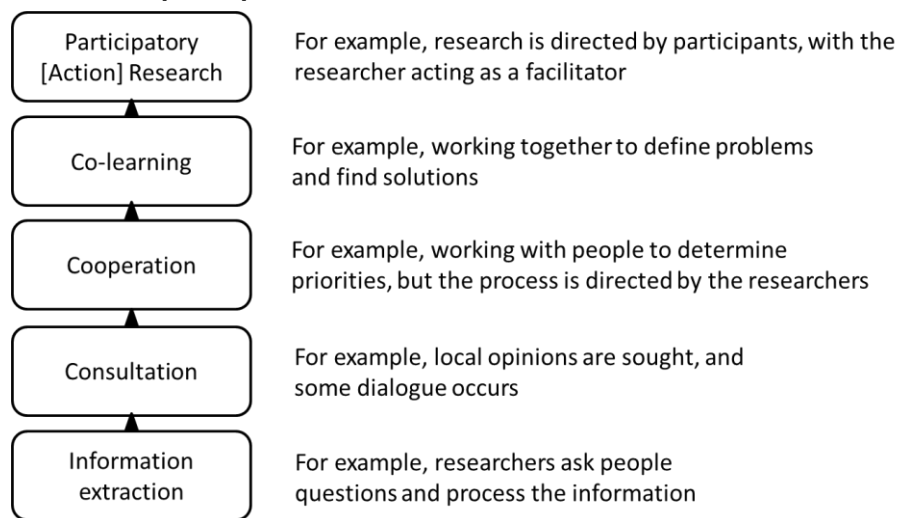 Participatory
[Action] Research
For example, research is directed by participants, with the
researcher acting as a facilitator
Co-learning
For example, working together to define problems
and find solutions
Cooperation
For example, working with people to determine
priorities, but the process is directed by the researchers
Consultation
For example, local opinions are sought, and
some dialogue occurs
Information
extraction
For example, researchers ask people
questions and process the information